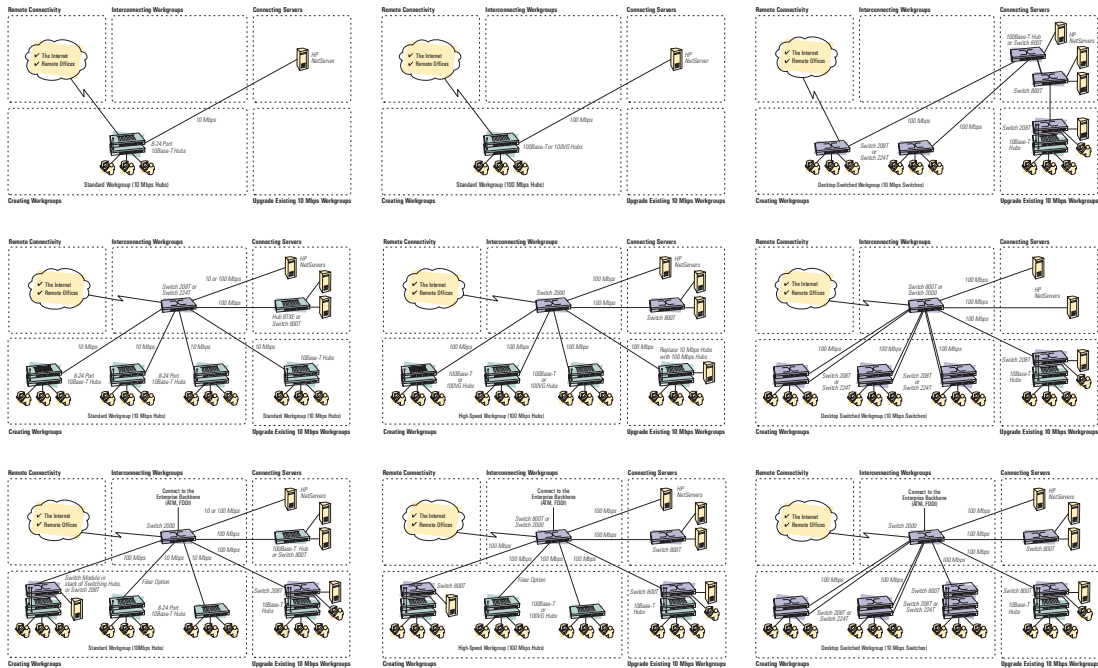 Remote Connectivity
Interconnecting Workgroups
Connecting Servers
✔ The Internet
✔ Remote Offices
HP
NetServer
10 Mbps
8-24 Port
10Base-T Hubs
Standard Workgroup (10 Mbps Hubs)
Creating Workgroups
Upgrade Existing 10 Mbps Workgroups
Remote Connectivity
Interconnecting Workgroups
Connecting Servers
✔ The Internet
✔ Remote Offices
HP
NetServer
100 Mbps
100Base-T or 100VG Hubs
Standard Workgroup (100 Mbps Hubs)
Creating Workgroups
Upgrade Existing 10 Mbps Workgroups
Remote Connectivity
Interconnecting Workgroups
Connecting Servers
✔ The Internet
✔ Remote Offices
100Base-T Hub
or Switch 800T
HP
NetServers
Switch 800T
100 Mbps
100 Mbps
Switch 208T
10Base-T
Hubs
Switch 208T
or
Switch 224T
Desktop Switched Workgroup (10 Mbps Switches)
Creating Workgroups
Upgrade Existing 10 Mbps Workgroups
Remote Connectivity
Interconnecting Workgroups
Connecting Servers
✔ The Internet
✔ Remote Offices
Switch 208T or
Switch 224T
10 or 100 Mbps
HP
NetServers
100 Mbps
Hub 8TXE or
Switch 800T
10 Mbps
10 Mbps
10 Mbps
10 Mbps
10Base-T Hubs
8-24 Port
10Base-T Hubs
8-24 Port
10Base-T Hubs
Standard Workgroup (10 Mbps Hubs)
Standard Workgroup (10 Mbps Hubs)
Creating Workgroups
Upgrade Existing 10 Mbps Workgroups
Remote Connectivity
Interconnecting Workgroups
Connecting Servers
✔ The Internet
✔ Remote Offices
Switch 2000
100 Mbps
HP
NetServers
100 Mbps
Switch 800T
100 Mbps
100 Mbps
100 Mbps
100 Mbps
Replace 10 Mbps Hubs
with 100 Mbps Hubs
100Base-T
or
100VG Hubs
100Base-T
or
100VG Hubs
High-Speed Workgroup (100 Mbps Hubs)
Creating Workgroups
Upgrade Existing 10 Mbps Workgroups
Remote Connectivity
Interconnecting Workgroups
Connecting Servers
✔ The Internet
✔ Remote Offices
Switch 800T or
Switch 2000
100 Mbps
100 Mbps
HP
NetServers
100 Mbps
100 Mbps
100 Mbps
100 Mbps
Switch 208T
10Base-T
Hubs
Switch 208T
or Switch 224T
Switch 208T
or
Switch 224T
Desktop Switched Workgroup (10 Mbps Switches)
Creating Workgroups
Upgrade Existing 10 Mbps Workgroups
Remote Connectivity
Interconnecting Workgroups
Connecting Servers
✔ The Internet
✔ Remote Offices
Connect to the
Enterprise Backbone
(ATM, FDDI)
Switch 2000
10 or 100 Mbps
HP
NetServers
100 Mbps
100Base-T Hub
or Switch 800T
100 Mbps
10 Mbps
10 Mbps
100 Mbps
Fiber Option
Switch Module in
stack of Switching Hubs,
or Switch 208T
8-24 Port
10Base-T Hubs
Switch 208T
10Base-T
Hubs
Standard Workgroup (10Mbps Hubs)
Creating Workgroups
Upgrade Existing 10 Mbps Workgroups
Remote Connectivity
Interconnecting Workgroups
Connecting Servers
✔ The Internet
✔ Remote Offices
Connect to the
Enterprise Backbone
(ATM, FDDI)
Switch 800T or
Switch 2000
100 Mbps
HP
NetServers
100 Mbps
Switch 800T
100 Mbps
100 Mbps
100 Mbps
100 Mbps
Fiber Option
Switch 800T
100Base-T
or
100VG Hubs
Switch 800T
10Base-T
Hubs
High-Speed Workgroup (100 Mbps Hubs)
Creating Workgroups
Upgrade Existing 10 Mbps Workgroups
Remote Connectivity
Interconnecting Workgroups
Connecting Servers
✔ The Internet
✔ Remote Offices
Connect to the
Enterprise Backbone
(ATM, FDDI)
Switch 2000
100 Mbps
HP
NetServers
100 Mbps
Switch 800T
100 Mbps
100 Mbps
100 Mbps
Switch 800T
Switch 208T or
Switch 224T
Switch 208T or
Switch 224T
Switch 800T
10Base-T
Hubs
Desktop Switched Workgroup (10 Mbps Switches)
Creating Workgroups
Upgrade Existing 10 Mbps Workgroups